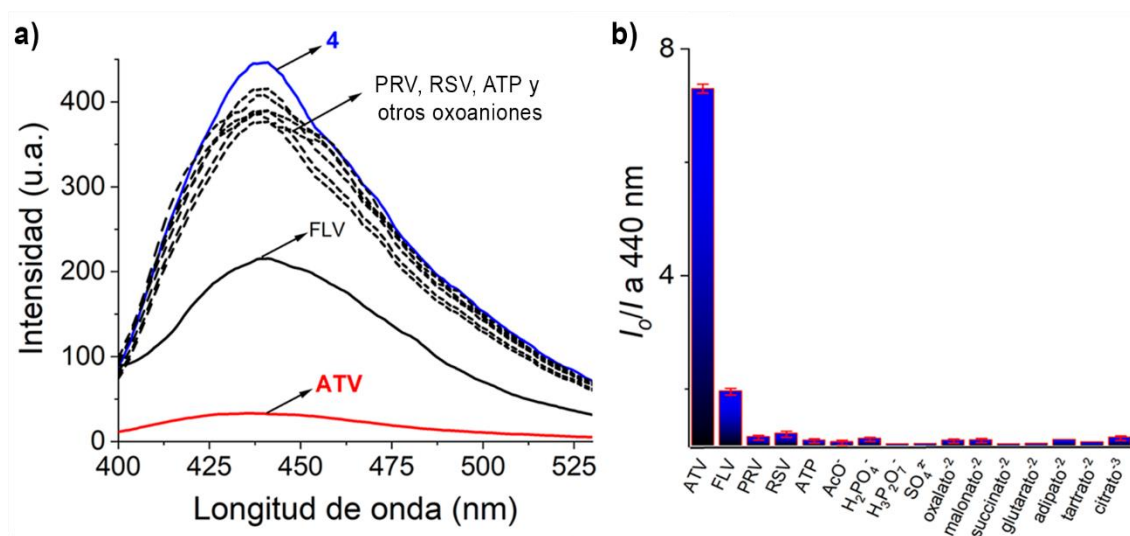 a)
4
PRV, RSV, ATP y
otros oxoaniones
FLV
ATV
Intensidad (u.a.)
400
300
200
100
0
400
425
450
475
500
525
Longitud de onda (nm)
b)
I₀/I a 440 nm
8
4
ATV
FLV
PRV
RSV
ATP
AcO⁻
H₂PO₄⁻
H₃P₂O₇⁻
SO₄²⁻
oxalato⁻²
malonato⁻²
succinato⁻²
glutarato⁻²
adipato⁻²
tartrato⁻²
citrato⁻³